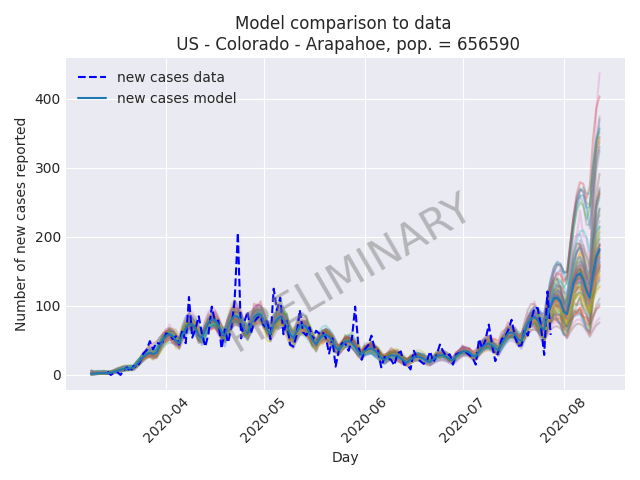 Model comparison to data
US - Colorado - Arapahoe, pop. = 656590
new cases data
new cases model
PRELIMINARY
Number of new cases reported
400
300
200
100
0
2020-04
2020-05
2020-06
2020-07
2020-08
Day